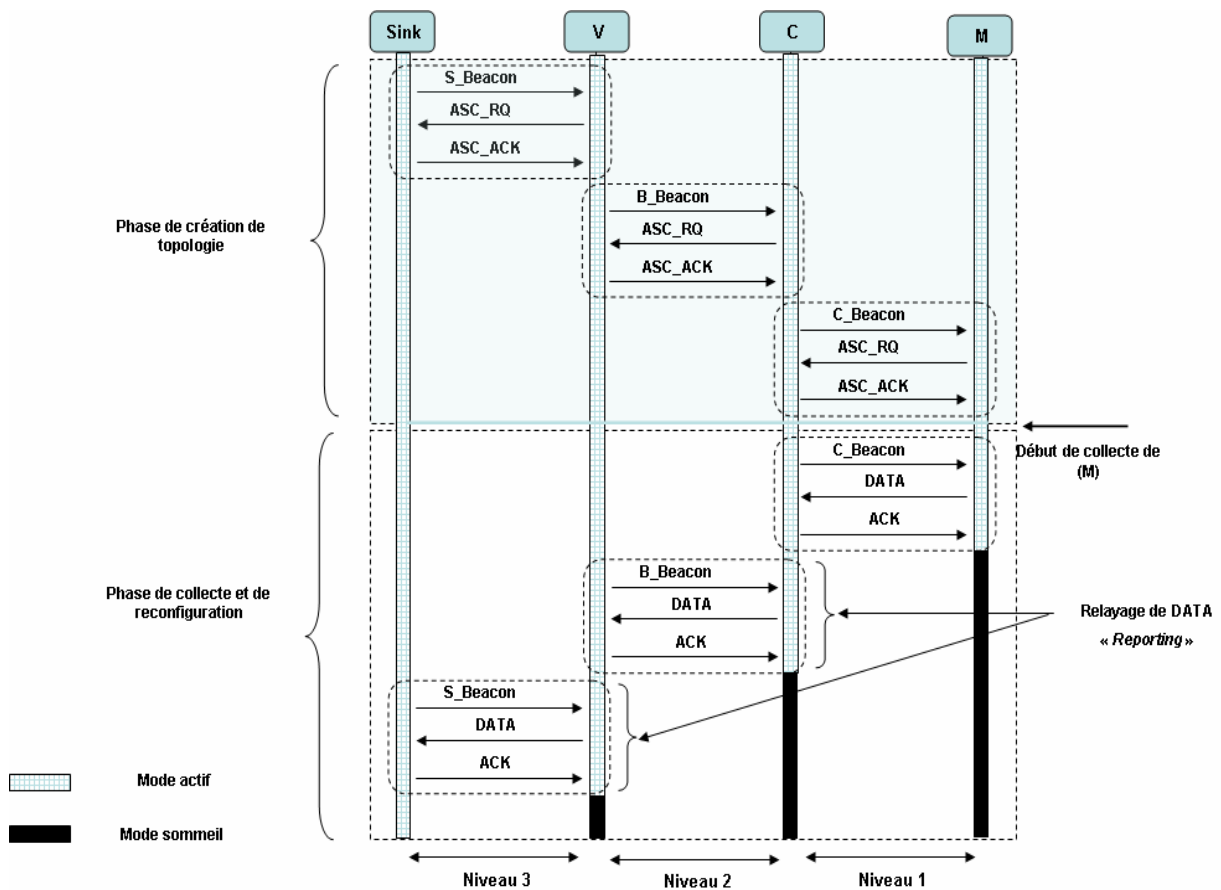 Sink
V
C
M
S_Beacon
ASC_RQ
ASC_ACK
B_Beacon
ASC_RQ
ASC_ACK
Phase de création de
topologie
C_Beacon
ASC_RQ
ASC_ACK
Début de collecte de
(M)
C_Beacon
DATA
ACK
Phase de collecte et de
reconfiguration
B_Beacon
DATA
ACK
Relayage de DATA
« Reporting »
S_Beacon
DATA
ACK
Mode actif
Mode sommeil
Niveau 3
Niveau 2
Niveau 1